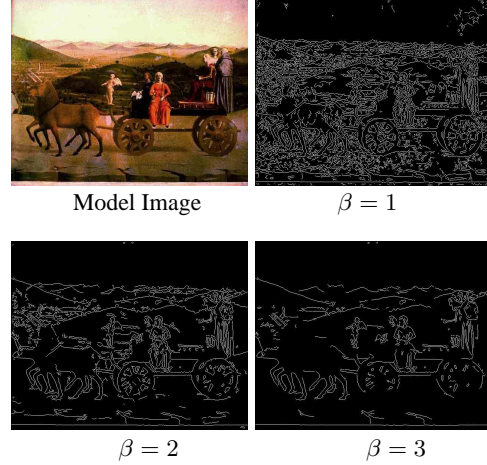 Model Image
β = 1
β = 2
β = 3